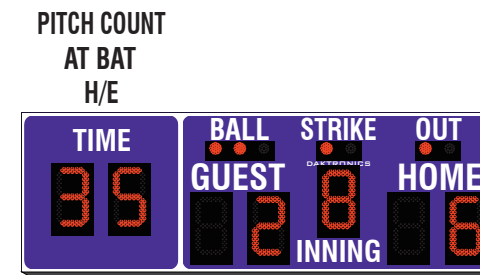 PITCH COUNT
AT BAT
H/E
TIME
35
BALL STRIKE OUT
DAKTRONICS
GUEST HOME
2 8 6
INNING